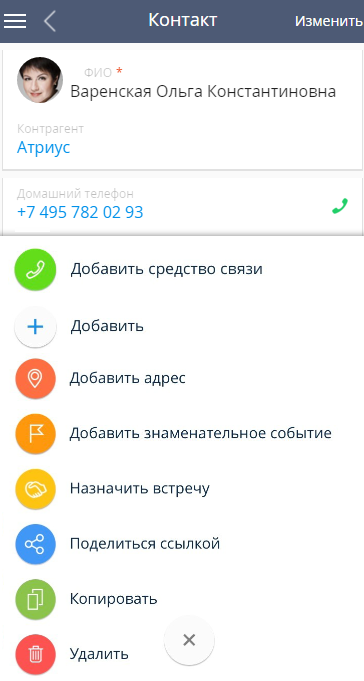 Контакт
Изменить
ФИО *
Варенская Ольга Константиновна
Контрагент
Атриус
Домашний телефон
+7 495 782 02 93
Добавить средство связи
Добавить
Добавить адрес
Добавить знаменательное событие
Назначить встречу
Поделиться ссылкой
Копировать
Удалить